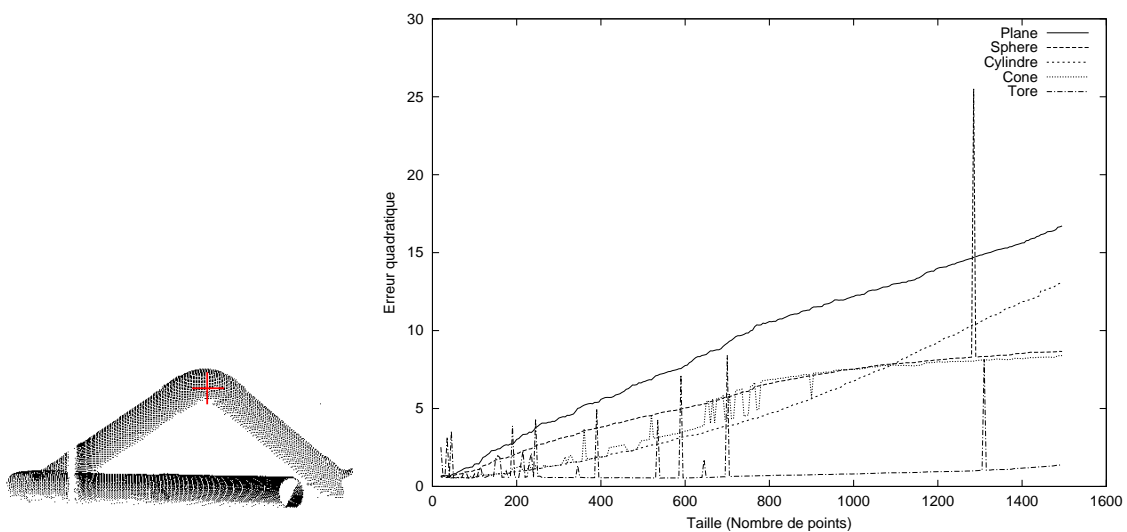 30
25
20
15
10
5
0
Erreur quadratique
0 200 400 600 800 1000 1200 1400 1600
Taille (Nombre de points)
Plane
Sphere
Cylindre
Cone
Tore